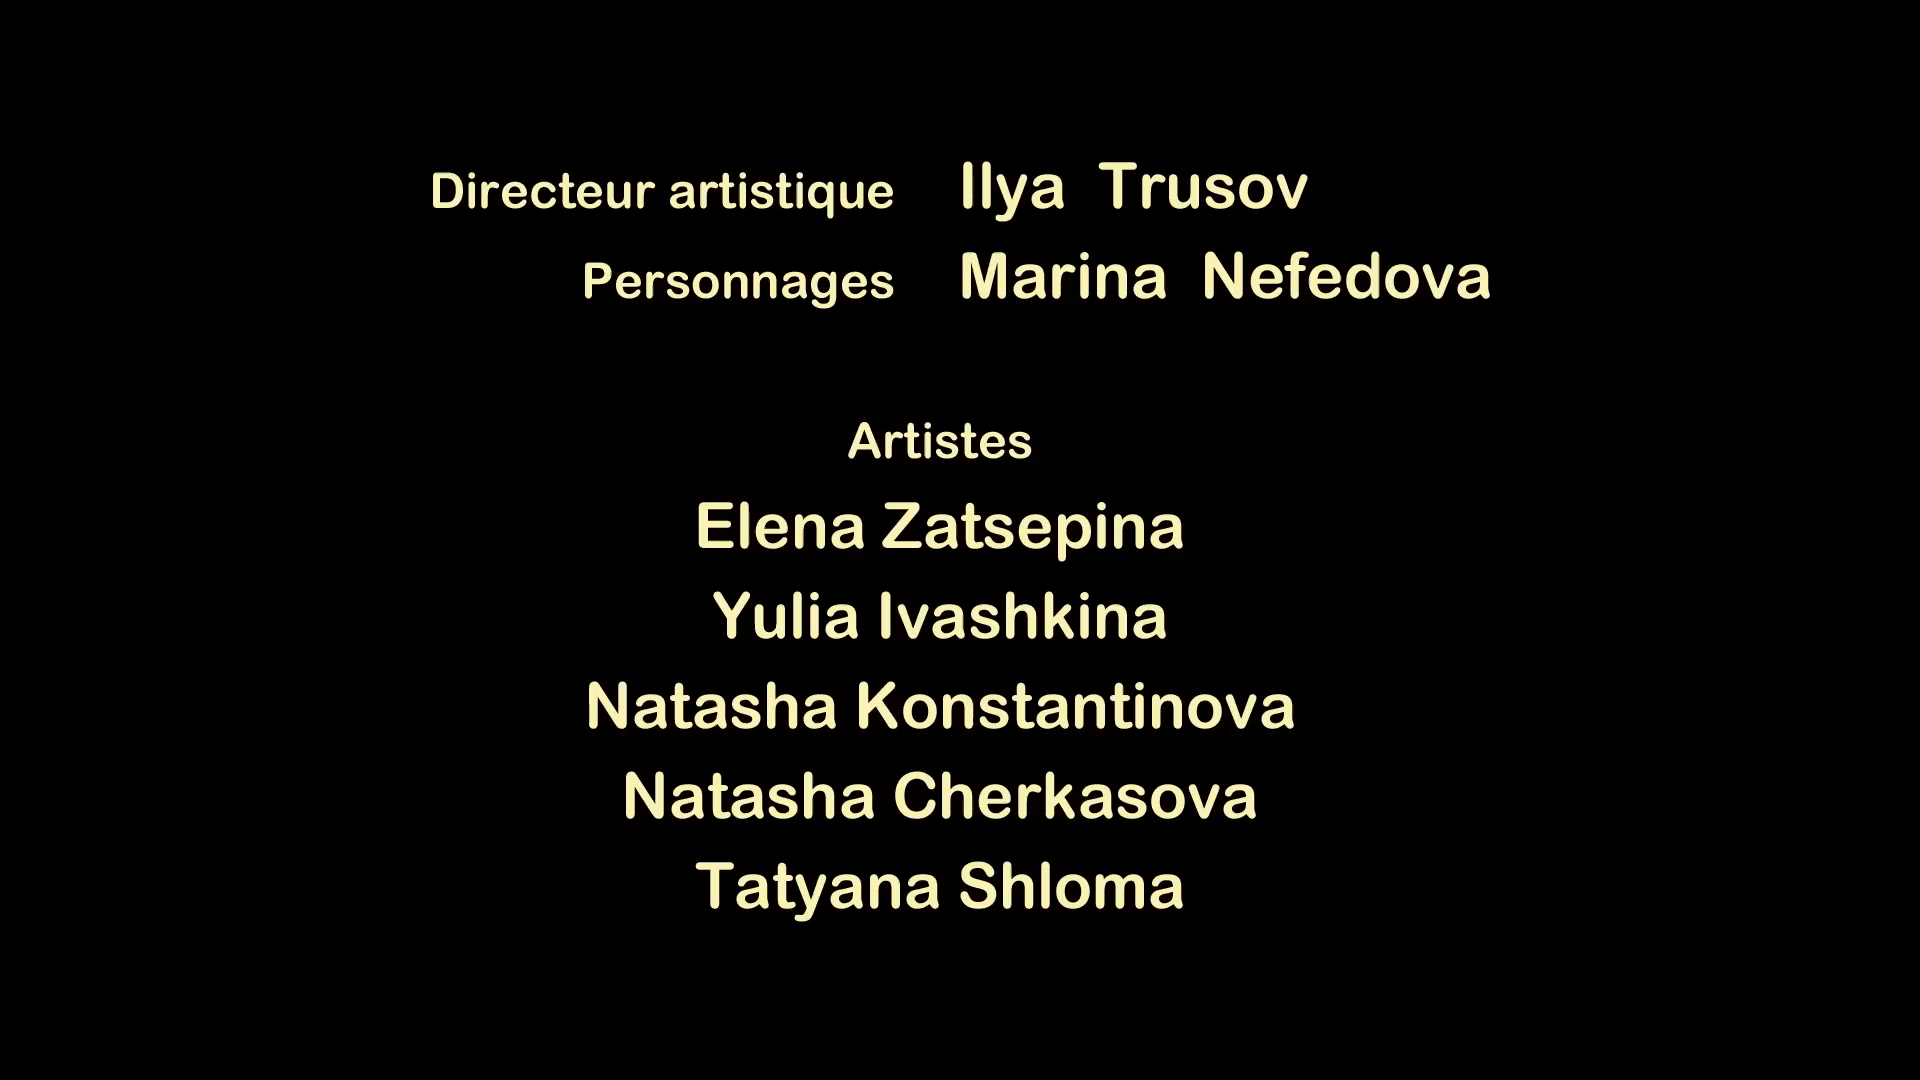 Directeur artistique Ilya Trusov
Personnages Marina Nefedova
Artistes
Elena Zatsepina
Yulia Ivashkina
Natasha Konstantinova
Natasha Cherkasova
Tatyana Shloma